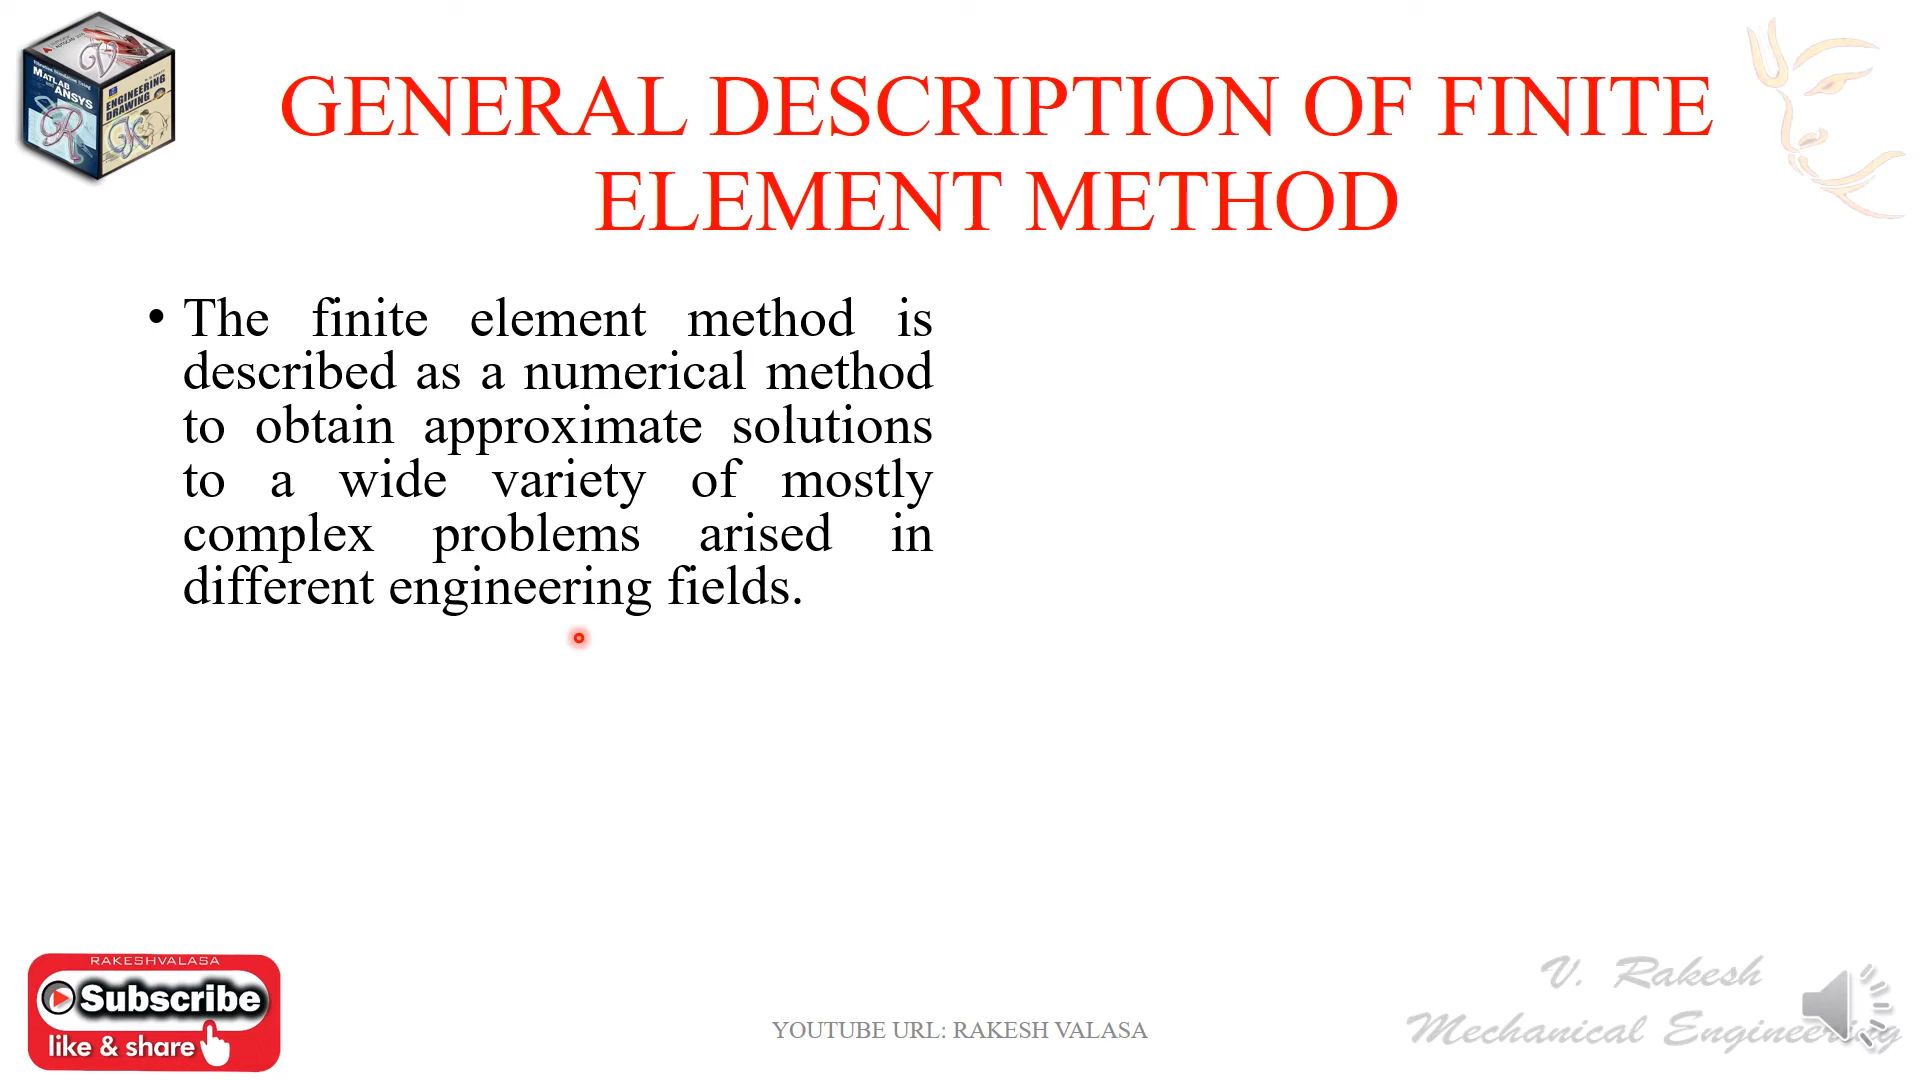 MATLAB
and ANSYS
ENGINEERING
DRAWING
GENERAL DESCRIPTION OF FINITE
ELEMENT METHOD
• The finite element method is
described as a numerical method
to obtain approximate solutions
to a wide variety of mostly
complex problems arised in
different engineering fields.
RAKESHVALASA
Subscribe
like & share
YOUTUBE URL: RAKESH VALASA
V. Rakesh
Mechanical Engineering